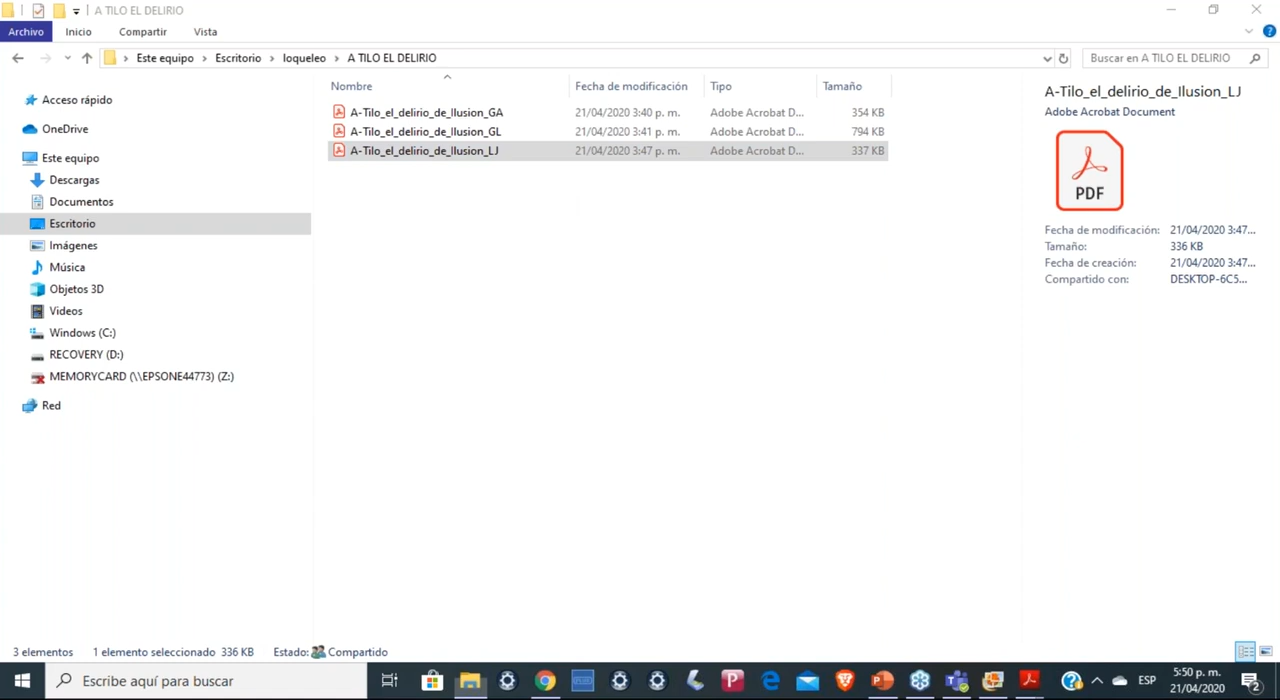 A TILO EL DELIRIO
Archivo Inicio Compartir Vista
Este equipo Escritorio loqueleo A TILO EL DELIRIO
Buscar en A TILO EL DELIRIO
Nombre Fecha de modificación Tipo Tamaño
A-Tilo_el_delirio_de_Ilusion_GA 21/04/2020 3:40 p. m. Adobe Acrobat D... 354 KB
A-Tilo_el_delirio_de_Ilusion_GL 21/04/2020 3:41 p. m. Adobe Acrobat D... 794 KB
A-Tilo_el_delirio_de_Ilusion_LJ 21/04/2020 3:47 p. m. Adobe Acrobat D... 337 KB
Acceso rápido
OneDrive
Este equipo
Descargas
Documentos
Escritorio
Imágenes
Música
Objetos 3D
Videos
Windows (C:)
RECOVERY (D:)
MEMORYCARD (\\EPSONE44773) (Z:)
Red
A-Tilo_el_delirio_de_Ilusion_LJ
Adobe Acrobat Document
PDF
Fecha de modificación: 21/04/2020 3:47...
Tamaño: 336 KB
Fecha de creación: 21/04/2020 3:47...
Compartido con: DESKTOP-6C5...
3 elementos 1 elemento seleccionado 336 KB Estado: Compartido
Escribe aquí para buscar
ESP
5:50 p. m.
21/04/2020
2